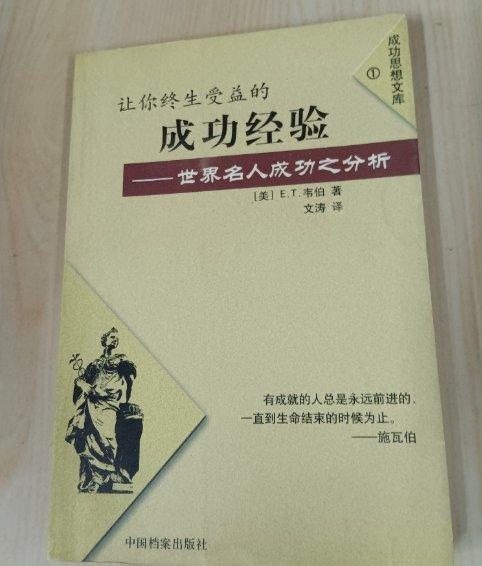 成功思想文库
①
让你终生受益的
成功经验
——世界名人成功之分析
[美] E.T.韦伯 著
文涛 译
有成就的人总是永远前进的、
一直到生命结束的时候为止。
——施瓦伯
中国档案出版社